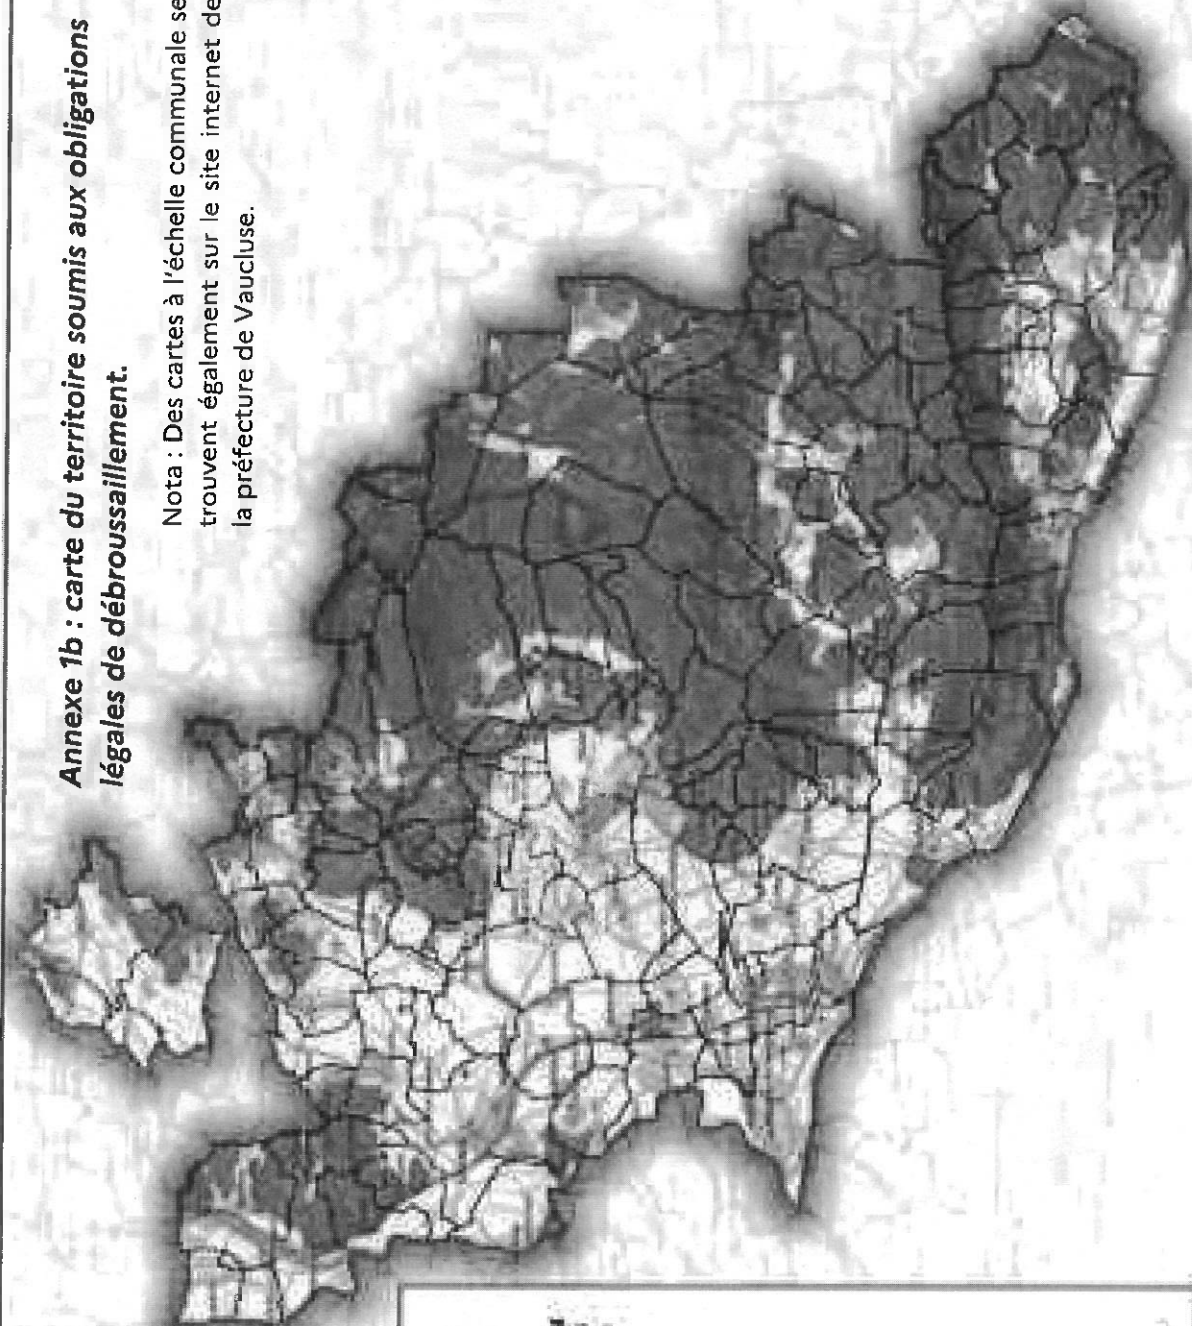 Annexe 1b : carte du territoire soumis aux obligations
légales de débroussaillement.
Nota : Des cartes à l'échelle communale se
trouvent également sur le site internet de
la préfecture de Vaucluse.